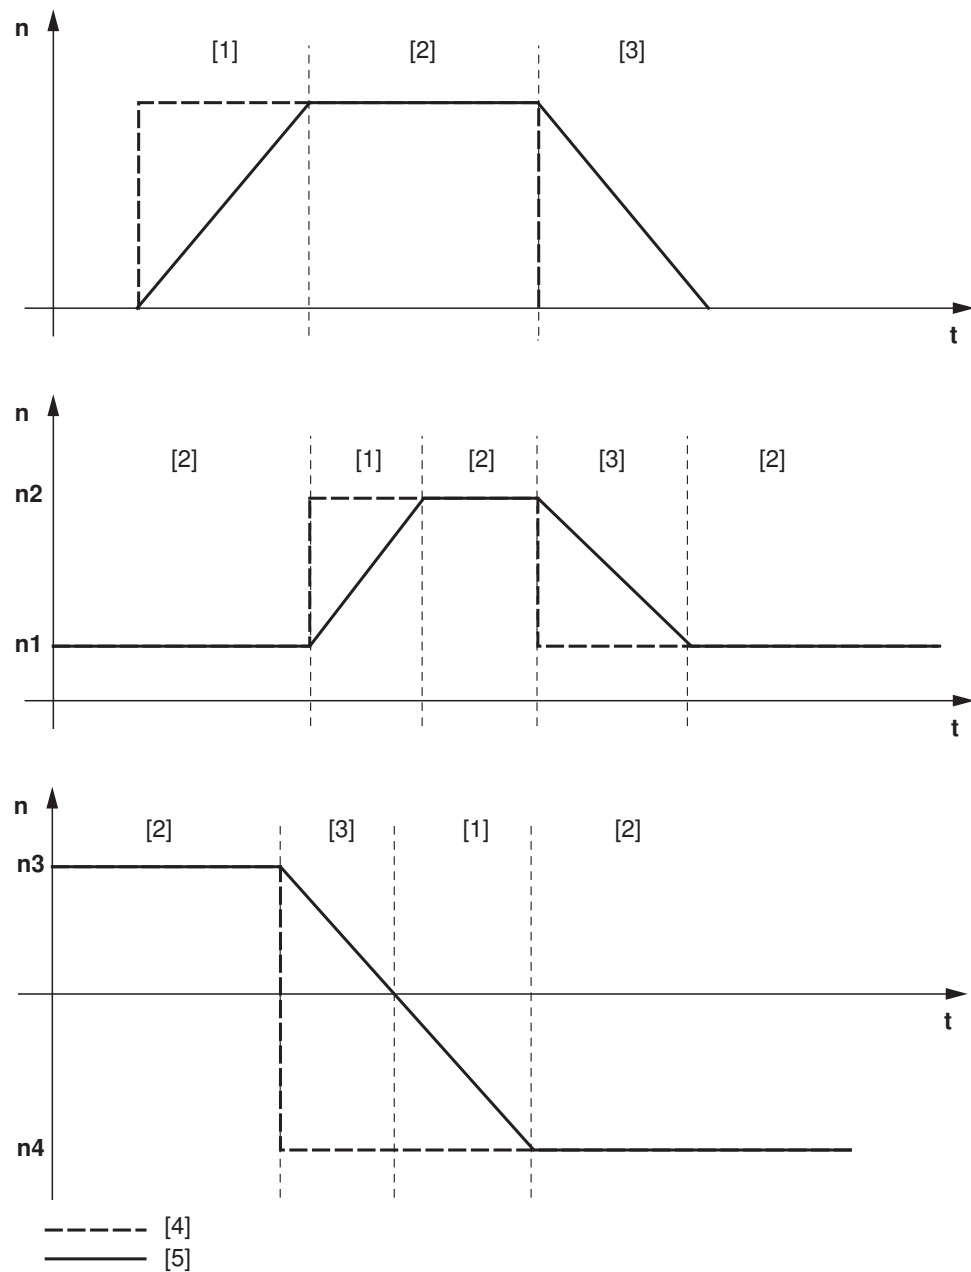 n
[1] [2] [3]
t
n
[2] [1] [2] [3] [2]
n2
n1
t
n
[2] [3] [1] [2]
n3
t
n4
[4]
[5]